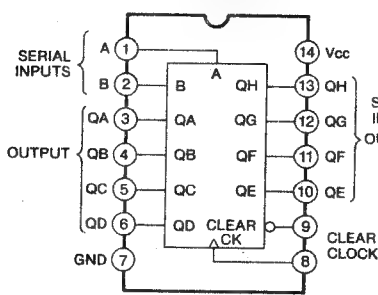 SERIAL
INPUTS
A 1
B 2
QA 3
OUTPUT QB 4
QC 5
QD 6
GND 7
A
B QH
QA QG
QB QF
QC QE
QD CLEAR
CK
14 Vcc
13 QH
12 QG
11 QF
10 QE
9 CLEAR
8 CLOCK